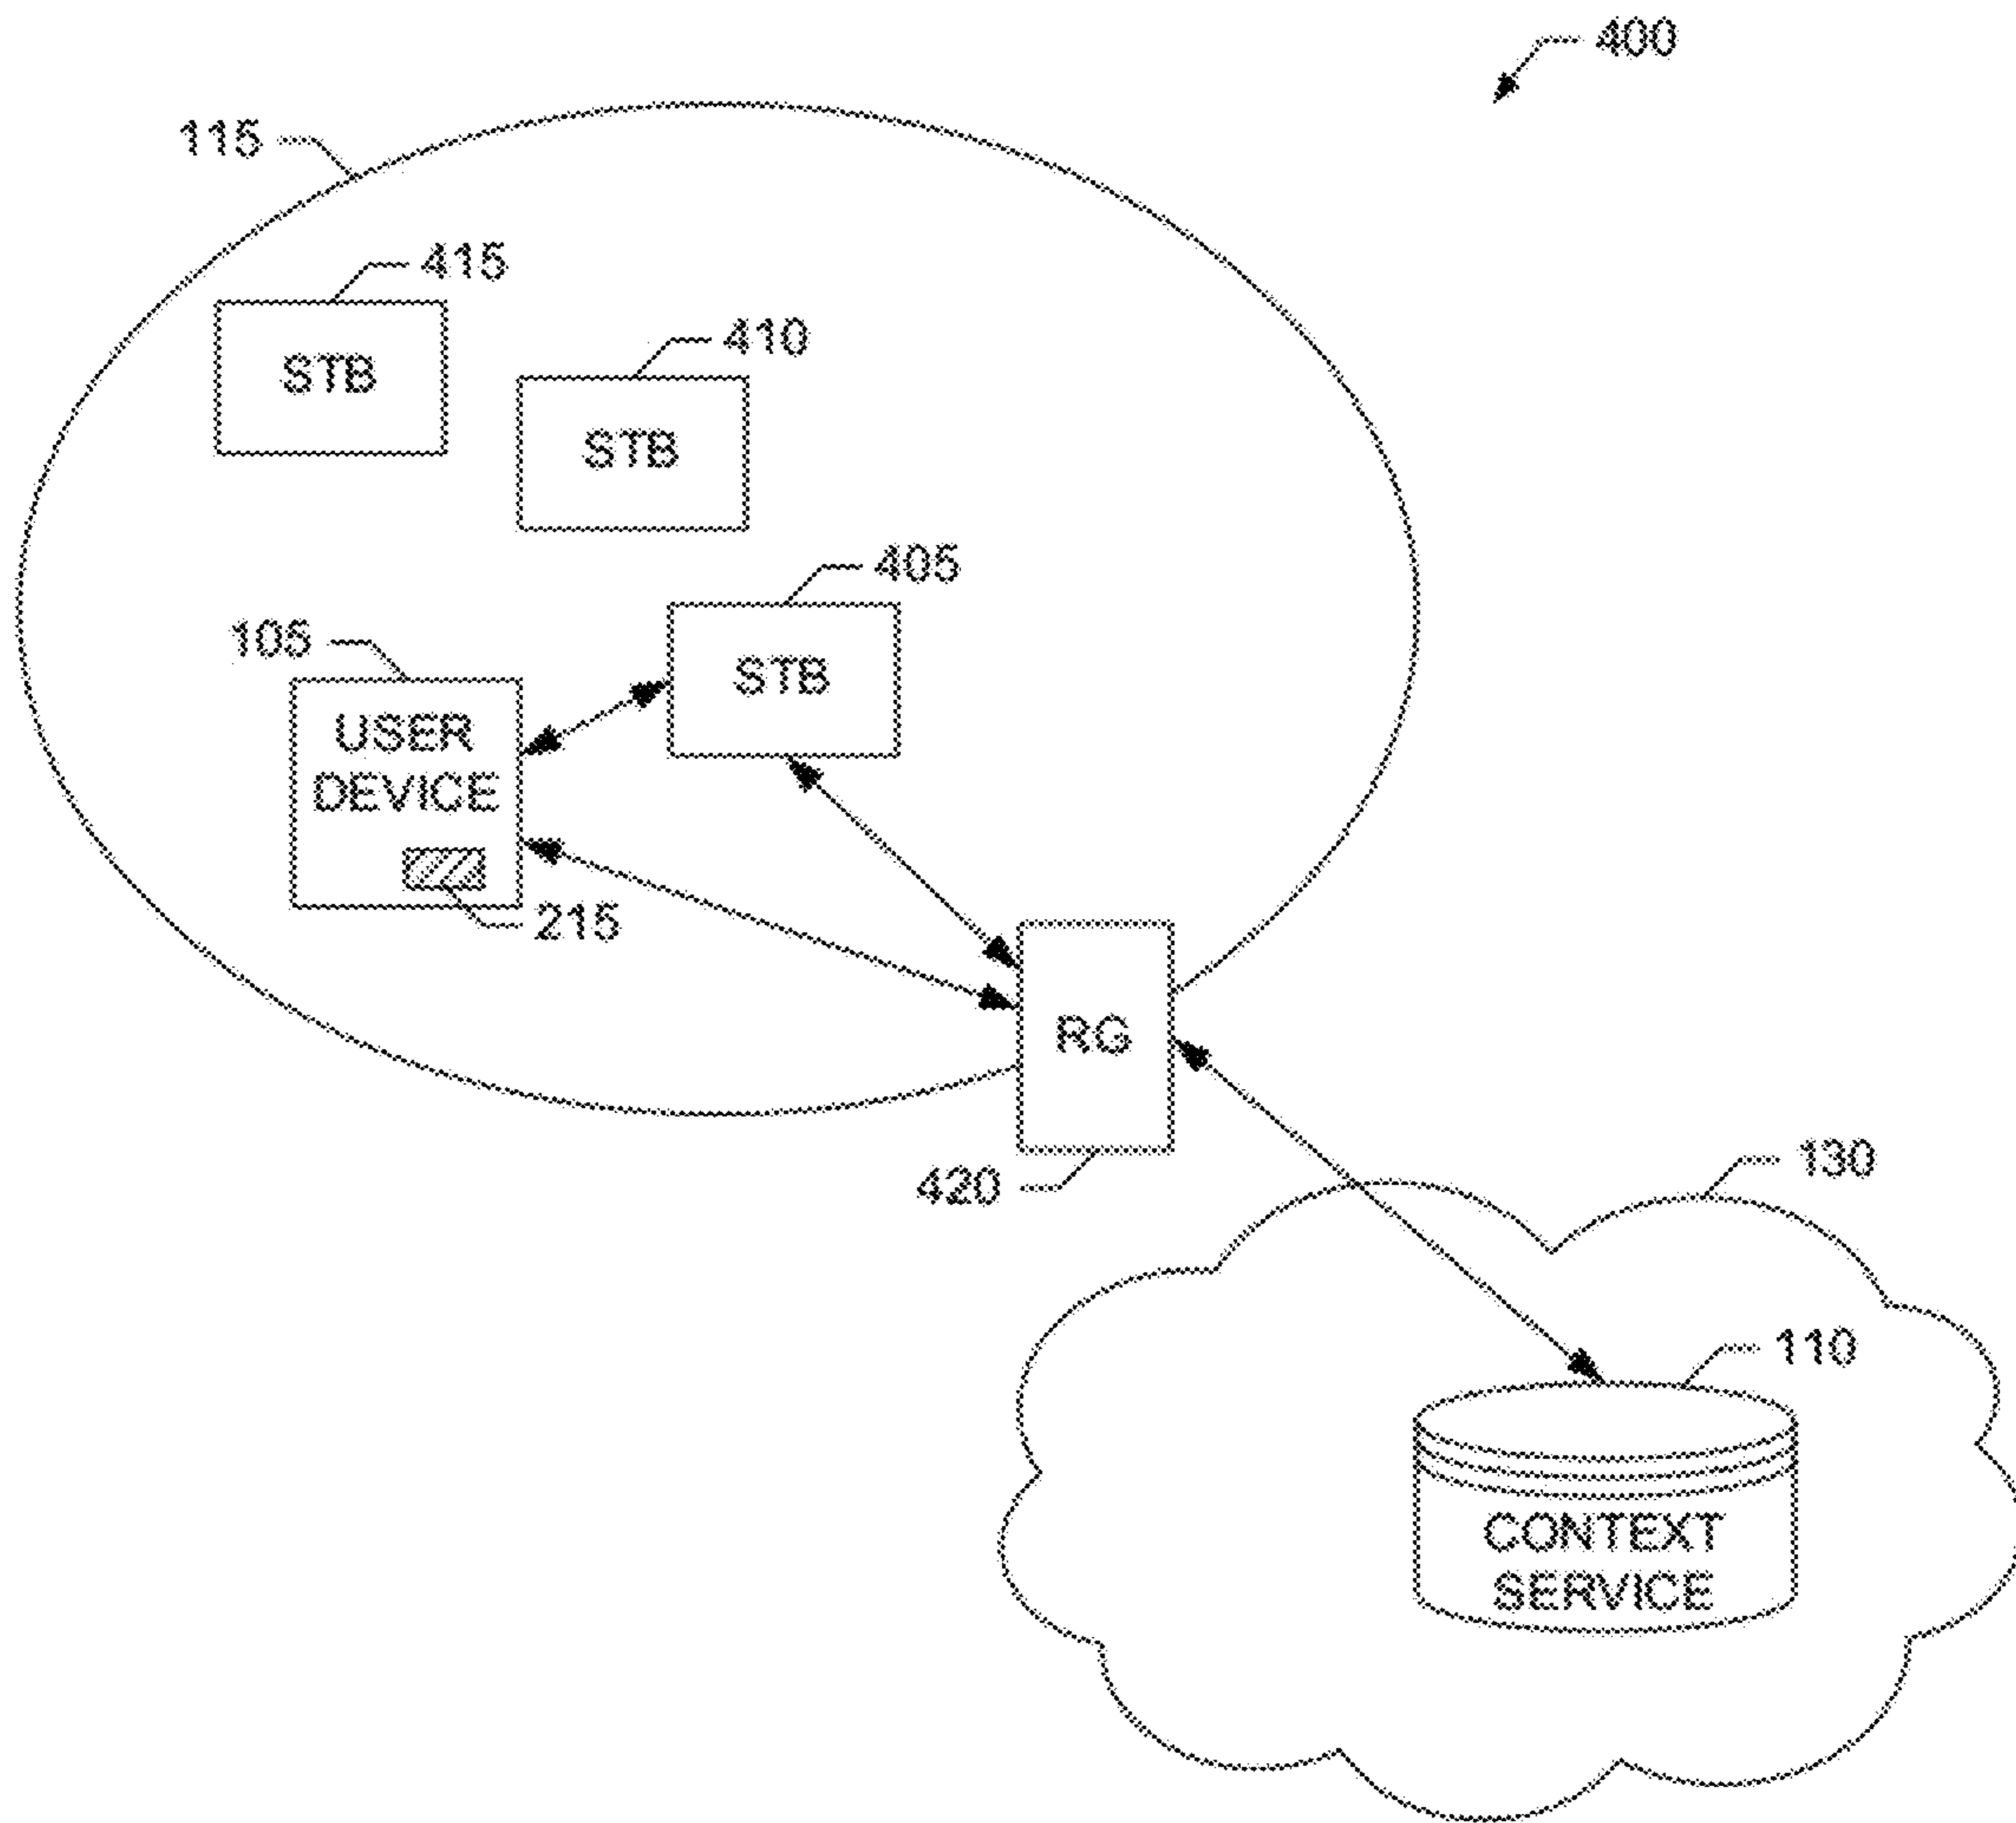 400
115
415
STB
410
STB
405
STB
105
USER
DEVICE
215
RG
420
130
110
CONTEXT
SERVICE